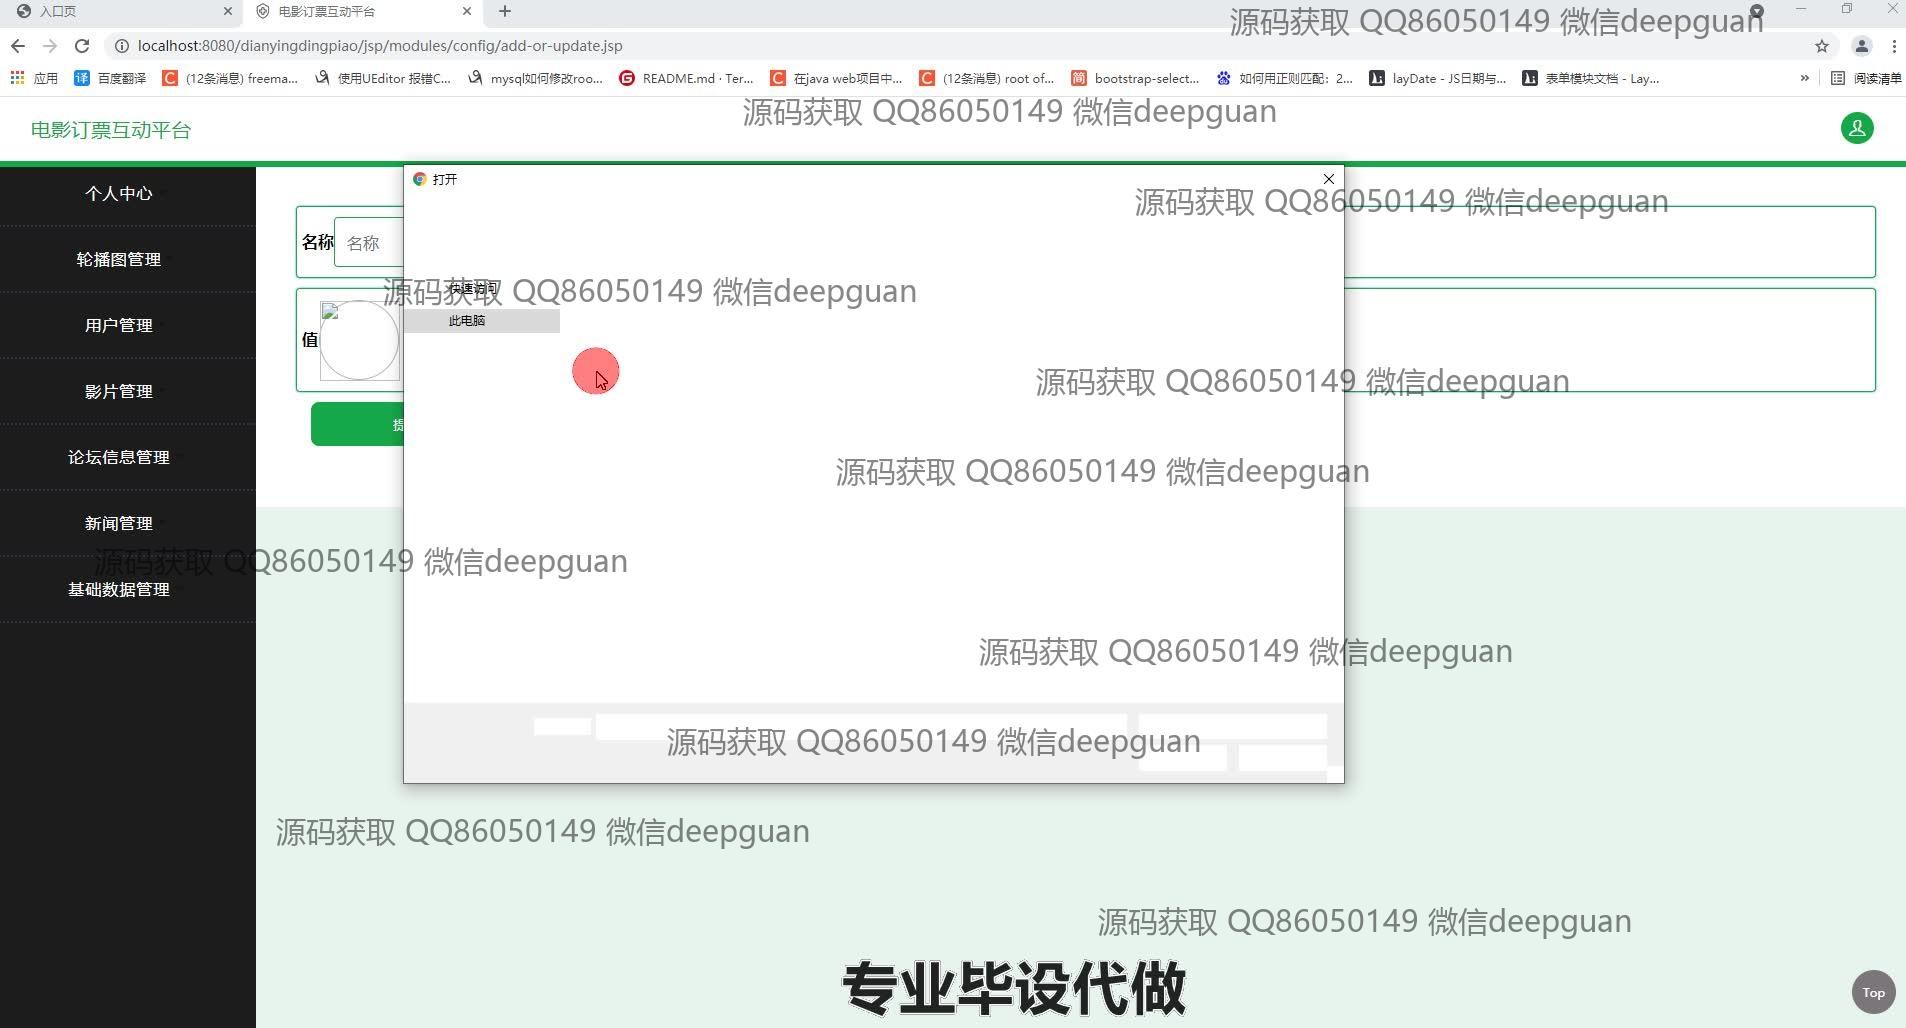 入口页
电影订票互动平台
源码获取 QQ86050149 微信deepguan
localhost:8080/dianyingdingpiao/jsp/modules/config/add-or-update.jsp
应用
译 百度翻译
C (12条消息) freema...
使用UEditor 报错C...
mysql如何修改roo...
G README.md · Ter...
C 在java web项目中...
C (12条消息) root of...
简 bootstrap-select...
如何用正则匹配：2...
layDate - JS日期与...
表单模块文档 - Lay...
»
阅读清单
源码获取 QQ86050149 微信deepguan
电影订票互动平台
打开
个人中心
源码获取 QQ86050149 微信deepguan
名称
名称
轮播图管理
快速访问
源码获取 QQ86050149 微信deepguan
此电脑
用户管理
值
源码获取 QQ86050149 微信deepguan
影片管理
提
论坛信息管理
源码获取 QQ86050149 微信deepguan
新闻管理
源码获取 QQ86050149 微信deepguan
基础数据管理
源码获取 QQ86050149 微信deepguan
源码获取 QQ86050149 微信deepguan
源码获取 QQ86050149 微信deepguan
源码获取 QQ86050149 微信deepguan
专业毕设代做
Top